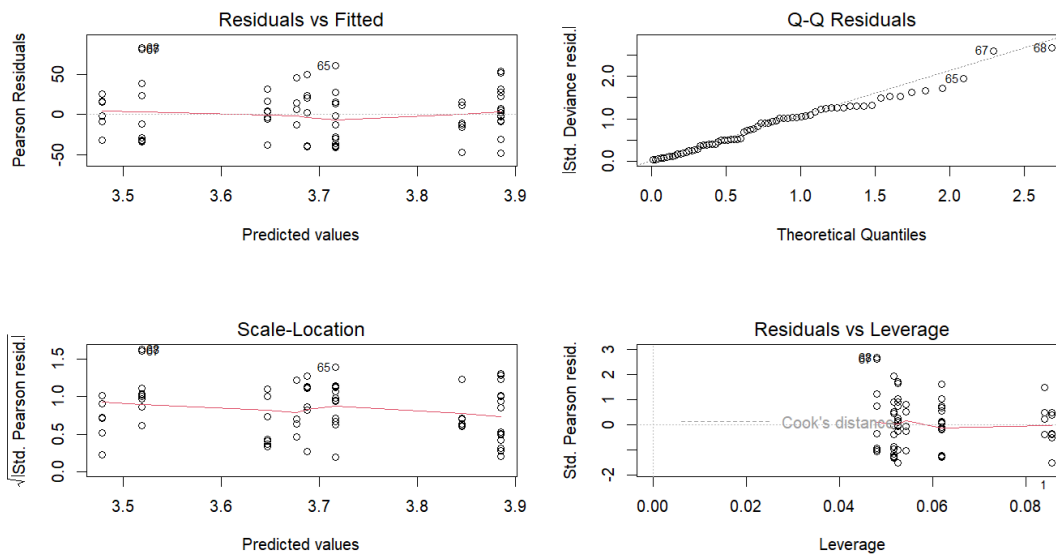 Residuals vs Fitted
Pearson Residuals
50
0
-50
65
3.5 3.6 3.7 3.8 3.9
Predicted values
Q-Q Residuals
|Std. Deviance resid.|
2.0
1.0
0.0
67
68
65
0.0 0.5 1.0 1.5 2.0 2.5
Theoretical Quantiles
Scale-Location
√|Std. Pearson resid.|
1.5
1.0
0.5
0.0
65
3.5 3.6 3.7 3.8 3.9
Predicted values
Residuals vs Leverage
Std. Pearson resid.
3
2
1
0
-2
Cook's distance
1
0.00 0.02 0.04 0.06 0.08
Leverage